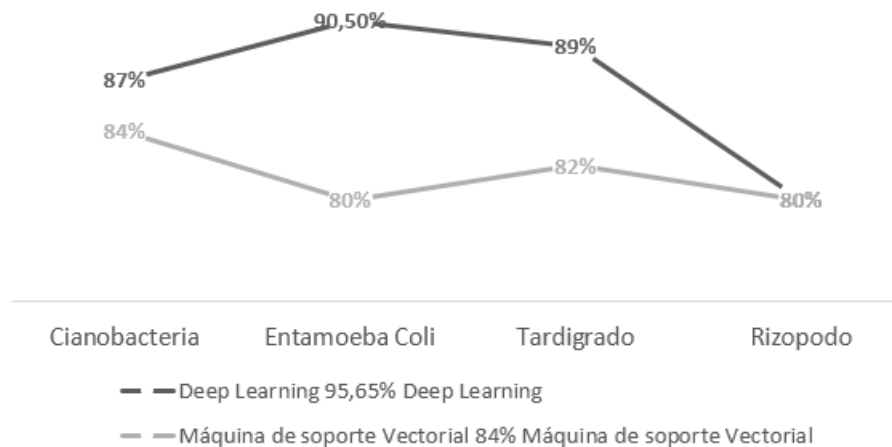 90,50%
87%
89%
84%
80%
82%
80%
Cianobacteria Entamoeba Coli Tardigrado Rizopodo
Deep Learning 95,65% Deep Learning
Máquina de soporte Vectorial 84% Máquina de soporte Vectorial